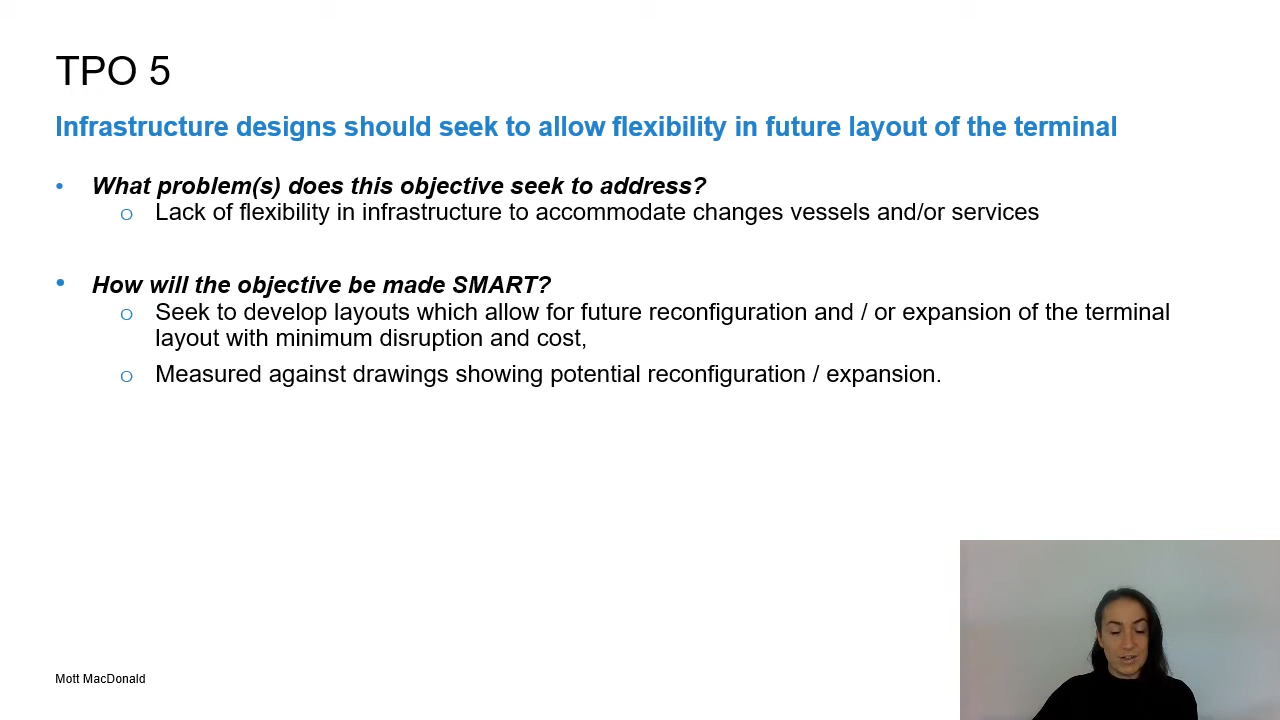 TPO 5
Infrastructure designs should seek to allow flexibility in future layout of the terminal
• What problem(s) does this objective seek to address?
o Lack of flexibility in infrastructure to accommodate changes vessels and/or services
• How will the objective be made SMART?
o Seek to develop layouts which allow for future reconfiguration and / or expansion of the terminal
layout with minimum disruption and cost,
o Measured against drawings showing potential reconfiguration / expansion.
Mott MacDonald